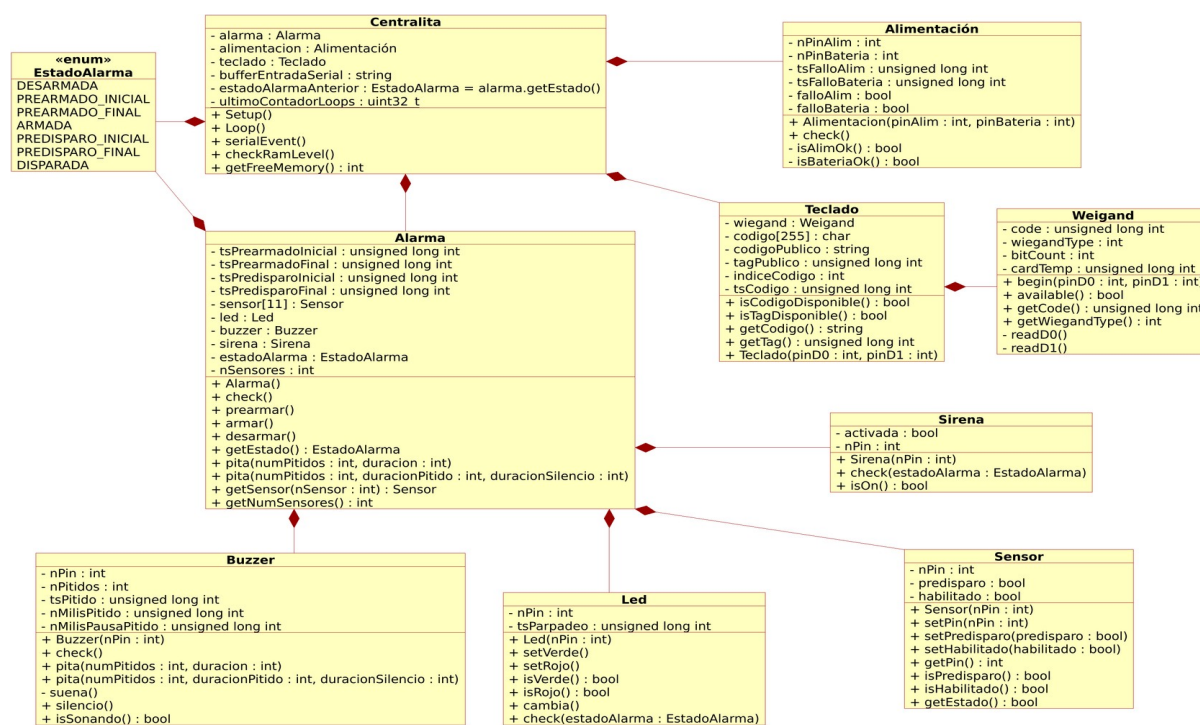 Centralita
- alarma : Alarma
- alimentacion : Alimentación
- teclado : Teclado
- bufferEntradaSerial : string
- estadoAlarmaAnterior : EstadoAlarma = alarma.getEstado()
- ultimoContadorLoops : uint32_t
+ Setup()
+ Loop()
+ serialEvent()
+ checkRamLevel()
+ getFreeMemory() : int
Alimentación
- nPinAlim : int
- nPinBateria : int
- tsFalloAlim : unsigned long int
- tsFalloBateria : unsigned long int
- falloAlim : bool
- falloBateria : bool
+ Alimentacion(pinAlim : int, pinBateria : int)
+ check()
- isAlimOk() : bool
- isBateriaOk() : bool
«enum»
EstadoAlarma
DESARMADA
PREARMADO_INICIAL
PREARMADO_FINAL
ARMADA
PREDISPARO_INICIAL
PREDISPARO_FINAL
DISPARADA
Teclado
- wiegand : Weigand
- codigo[255] : char
- codigoPublico : string
- tagPublico : unsigned long int
- indiceCodigo : int
- tsCodigo : unsigned long int
+ isCodigoDisponible() : bool
+ isTagDisponible() : bool
+ getCodigo() : string
+ getTag() : unsigned long int
+ Teclado(pinD0 : int, pinD1 : int)
Weigand
- code : unsigned long int
- wiegandType : int
- bitCount : int
- cardTemp : unsigned long int
+ begin(pinD0 : int, pinD1 : int)
+ available() : bool
+ getCode() : unsigned long int
+ getWiegandType() : int
- readD0()
- readD1()
Alarma
- tsPrearmadoInicial : unsigned long int
- tsPrearmadoFinal : unsigned long int
- tsPredisparoInicial : unsigned long int
- tsPredisparoFinal : unsigned long int
- sensor[11] : Sensor
- led : Led
- buzzer : Buzzer
- sirena : Sirena
- estadoAlarma : EstadoAlarma
- nSensores : int
+ Alarma()
+ check()
+ prearmar()
+ armar()
+ desarmar()
+ getEstado() : EstadoAlarma
+ pita(numPitidos : int, duracion : int)
+ pita(numPitidos : int, duracionPitido : int, duracionSilencio : int)
+ getSensor(nSensor : int) : Sensor
+ getNumSensores() : int
Sirena
- activada : bool
- nPin : int
+ Sirena(nPin : int)
+ check(estadoAlarma : EstadoAlarma)
+ isOn() : bool
Buzzer
- nPin : int
- nPitidos : int
- tsPitido : unsigned long int
- nMilisPitido : unsigned long int
- nMilisPausaPitido : unsigned long int
+ Buzzer(nPin : int)
+ check()
+ pita(numPitidos : int, duracion : int)
+ pita(numPitidos : int, duracionPitido : int, duracionSilencio : int)
- suena()
+ silencio()
+ isSonando() : bool
Led
- nPin : int
- tsParpadeo : unsigned long int
+ Led(nPin : int)
+ setVerde()
+ setRojo()
+ isVerde() : bool
+ isRojo() : bool
+ cambia()
+ check(estadoAlarma : EstadoAlarma)
Sensor
- nPin : int
- predisparo : bool
- habilitado : bool
+ Sensor(nPin : int)
+ setPin(nPin : int)
+ setPredisparo(predisparo : bool)
+ setHabilitado(habilitado : bool)
+ getPin() : int
+ isPredisparo() : bool
+ isHabilitado() : bool
+ getEstado() : bool